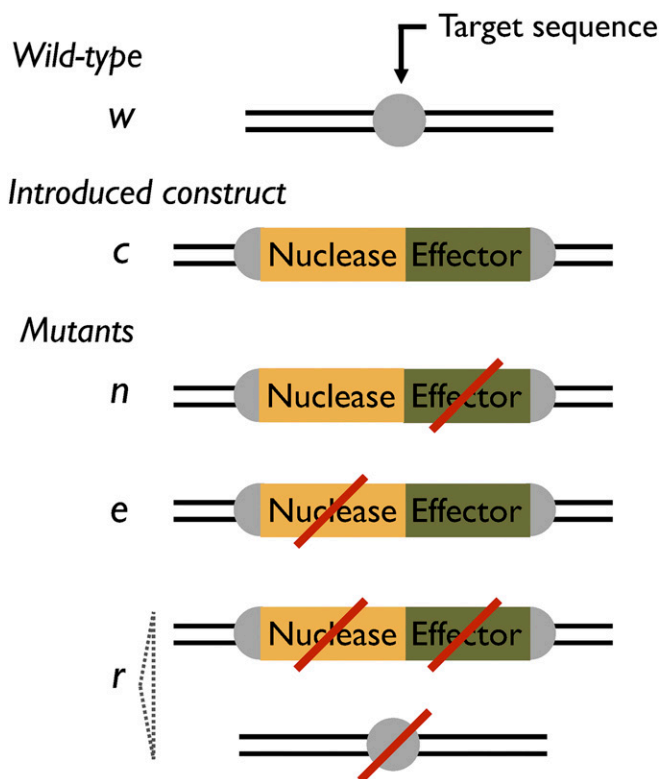 Target sequence
Wild-type
w
Introduced construct
c
Nuclease Effector
Mutants
n
Nuclease Effector
e
Nuclease Effector
r
Nuclease Effector